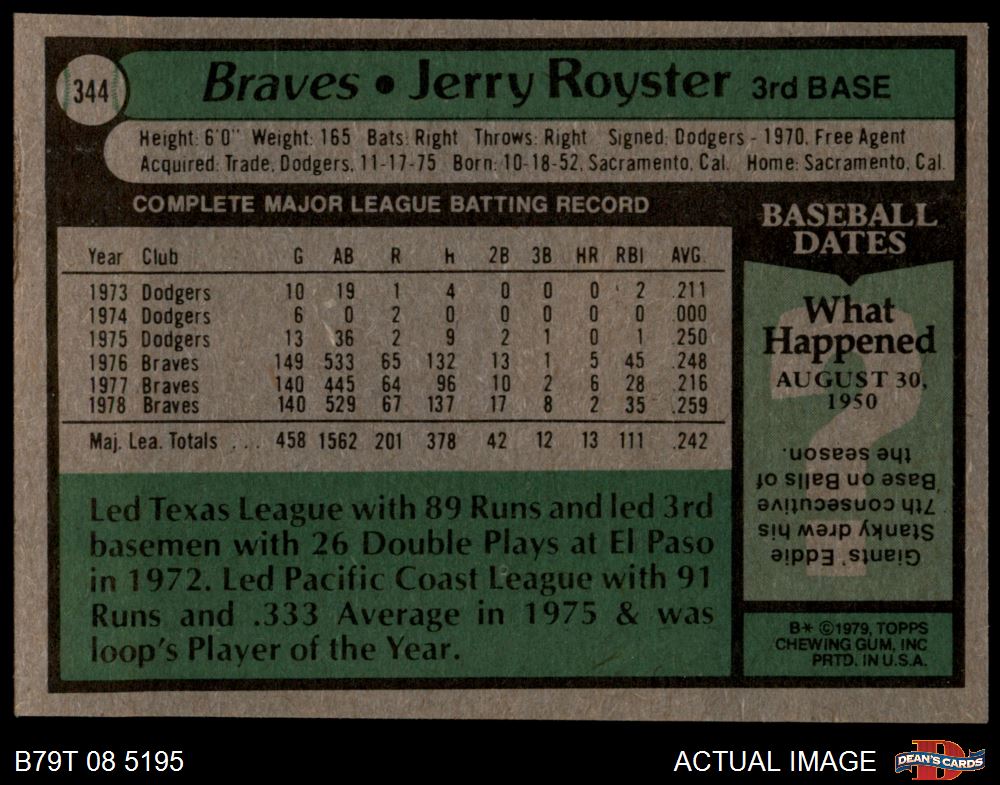 344
Braves • Jerry Royster 3rd BASE
Height: 6'0" Weight: 165 Bats: Right Throws: Right Signed: Dodgers - 1970, Free Agent
Acquired: Trade, Dodgers, 11-17-75 Born: 10-18-52, Sacramento, Cal. Home: Sacramento, Cal.
COMPLETE MAJOR LEAGUE BATTING RECORD
Year Club G AB R H 2B 3B HR RBI AVG.
1973 Dodgers 10 19 1 4 0 0 0 2 .211
1974 Dodgers 6 0 2 0 0 0 0 0 .000
1975 Dodgers 13 36 2 9 2 1 0 1 .250
1976 Braves 149 533 65 132 13 1 5 45 .248
1977 Braves 140 445 64 96 10 2 6 28 .216
1978 Braves 140 529 67 137 17 8 2 35 .259
Maj. Lea. Totals ... 458 1562 201 378 42 12 13 111 .242
Led Texas League with 89 Runs and led 3rd
basemen with 26 Double Plays at El Paso
in 1972. Led Pacific Coast League with 91
Runs and .333 Average in 1975 & was
loop's Player of the Year.
BASEBALL
DATES
What
Happened
AUGUST 30,
1950
?
Giants' Eddie
Stanky drew his
7th consecutive
Base on Balls of
the season.
B* ©1979, TOPPS
CHEWING GUM, INC
PRTD. IN U.S.A.
B79T 08 5195
ACTUAL IMAGE
D
DEAN'S CARDS